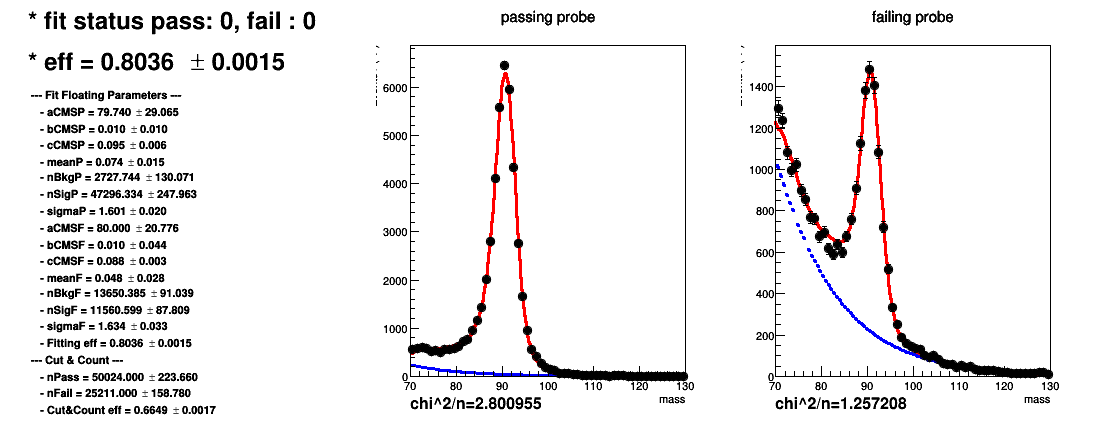 * fit status pass: 0, fail : 0
* eff = 0.8036 ± 0.0015
--- Fit Floating Parameters ---
- aCMSP = 79.740 ± 29.065
- bCMSP = 0.010 ± 0.010
- cCMSP = 0.095 ± 0.006
- meanP = 0.074 ± 0.015
- nBkgP = 2727.744 ± 130.071
- nSigP = 47296.334 ± 247.963
- sigmaP = 1.601 ± 0.020
- aCMSF = 80.000 ± 20.776
- bCMSF = 0.010 ± 0.044
- cCMSF = 0.088 ± 0.003
- meanF = 0.048 ± 0.028
- nBkgF = 13650.385 ± 91.039
- nSigF = 11560.599 ± 87.809
- sigmaF = 1.634 ± 0.033
- Fitting eff = 0.8036 ± 0.0015
--- Cut & Count ---
- nPass = 50024.000 ± 223.660
- nFail = 25211.000 ± 158.780
- Cut&Count eff = 0.6649 ± 0.0017
passing probe
6000
5000
4000
3000
2000
1000
0
70 80 90 100 110 120 130
mass
chi^2/n=2.800955
failing probe
1400
1200
1000
800
600
400
200
0
70 80 90 100 110 120 130
mass
chi^2/n=1.257208